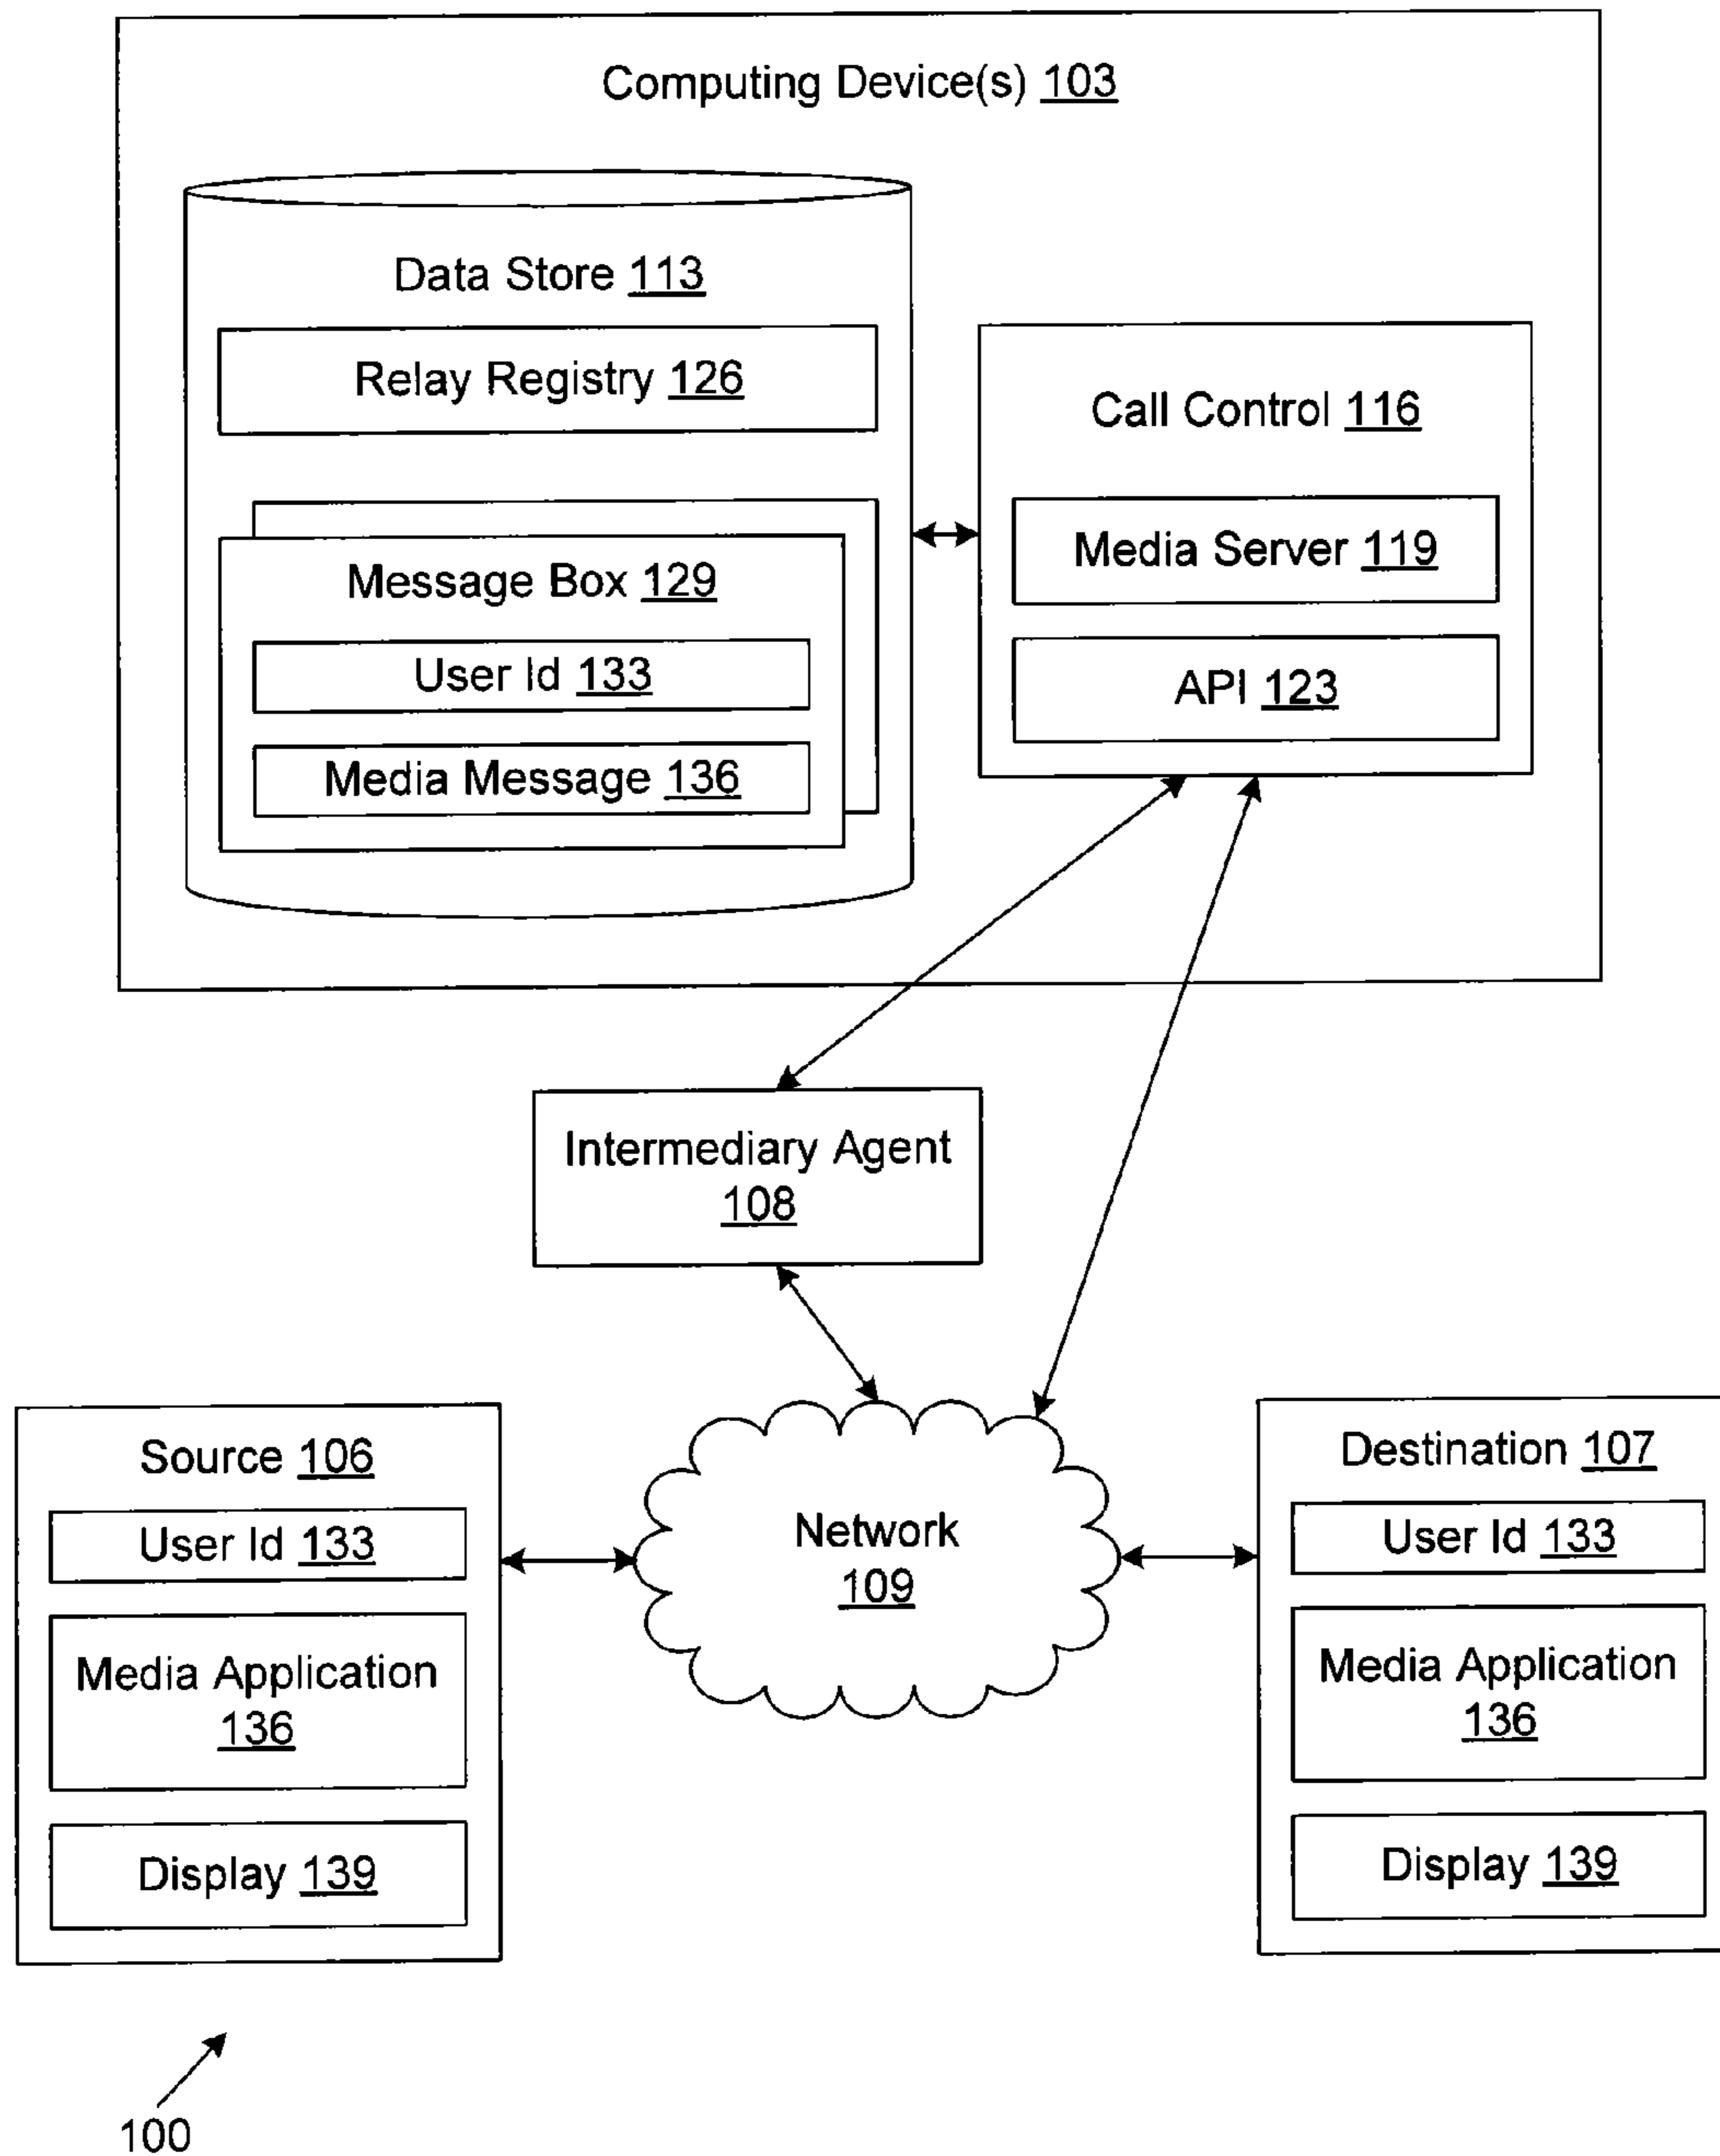 Computing Device(s) 103
Data Store 113
Relay Registry 126
Message Box 129
User Id 133
Media Message 136
Call Control 116
Media Server 119
API 123
Intermediary Agent
108
Source 106
User Id 133
Media Application
136
Display 139
Network
109
Destination 107
User Id 133
Media Application
136
Display 139
100